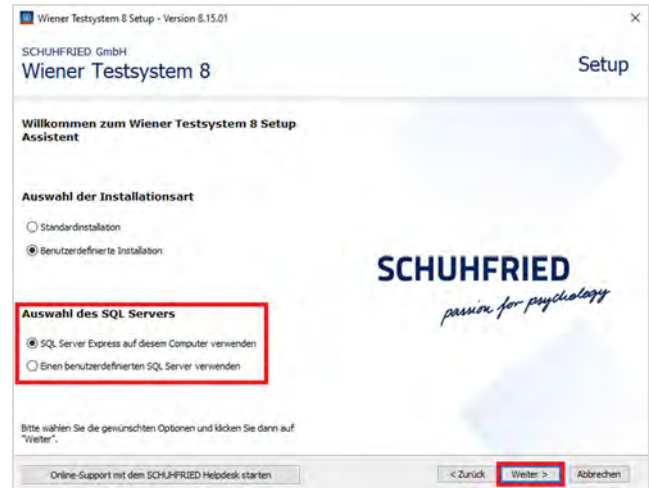 Wiener Testsystem 8 Setup - Version 8.15.01
SCHUHFRIED GmbH
Wiener Testsystem 8
Setup
Willkommen zum Wiener Testsystem 8 Setup
Assistent
Auswahl der Installationsart
Standardinstallation
Benutzerdefinierte Installation
SCHUHFRIED
passion for psychology
Auswahl des SQL Servers
SQL Server Express auf diesem Computer verwenden
Einen benutzerdefinierten SQL Server verwenden
Bitte wählen Sie die gewünschten Optionen und klicken Sie dann auf
"Weiter".
Online-Support mit dem SCHUHFRIED Helpdesk starten
< Zurück
Weiter >
Abbrechen